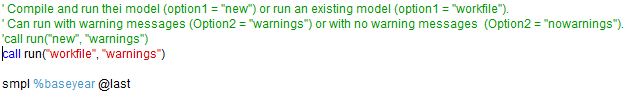 ' Compile and run thei model (option1 = "new") or run an existing model (option1 = "workfile").
' Can run with warning messages (Option2 = "warnings") or with no warning messages  (Option2 = "nowarnings").
'call run("new", "warnings")
call run("workfile", "warnings")
smpl %baseyear @last